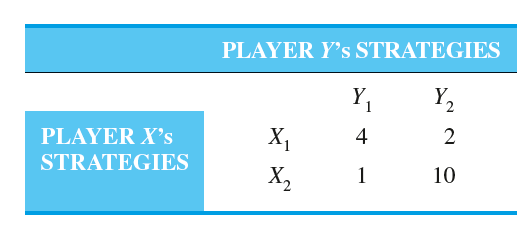 PLAYER Y's STRATEGIES
Y₁ Y₂
PLAYER X's
STRATEGIES
X₁ 4 2
X₂ 1 10